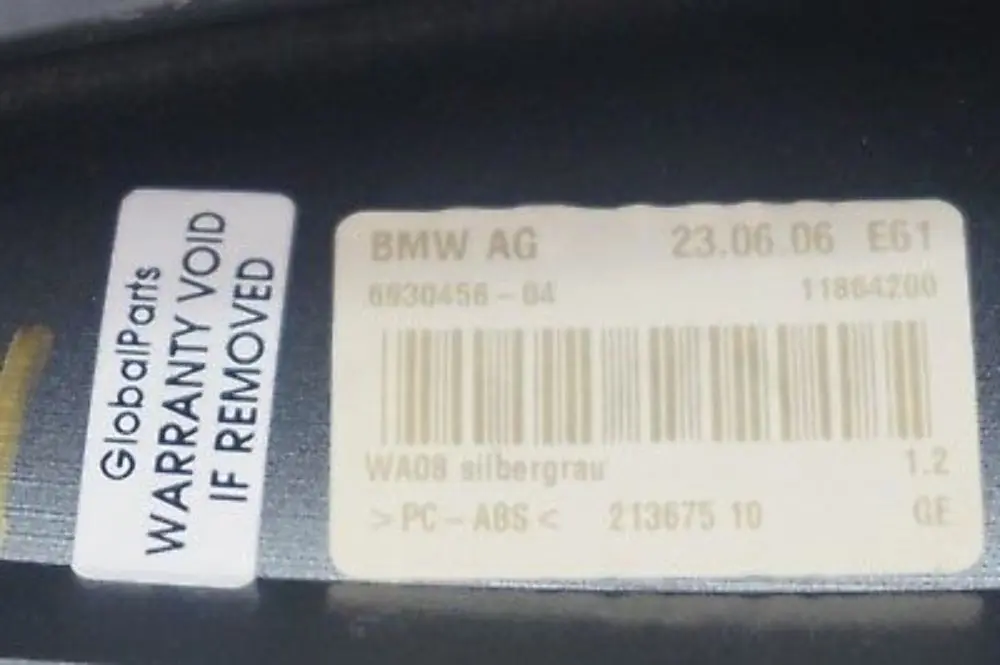 GlobalParts
WARRANTY VOID
IF REMOVED
BMW AG 23.06.06 E61
6930456-04 11864200
WA08 silbergrau 1.2
>PC-ABS< 213675 10 GE